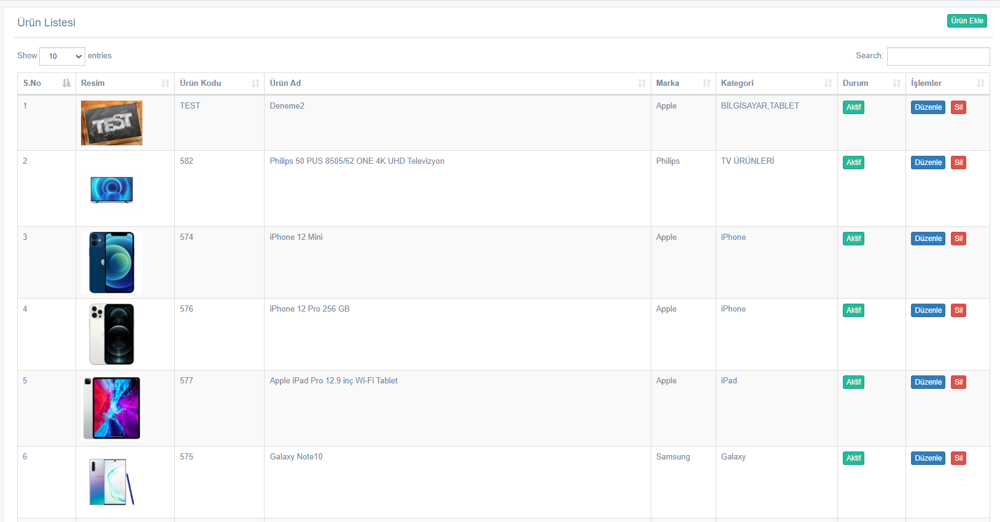 Ürün Listesi
Ürün Ekle
Show 10 entries
Search:
S.No Resim Ürün Kodu Ürün Ad Marka Kategori Durum İşlemler
1 TEST TEST Deneme2 Apple BİLGİSAYAR,TABLET Aktif Düzenle Sil
2 582 Philips 50 PUS 8505/62 ONE 4K UHD Televizyon Philips TV ÜRÜNLERİ Aktif Düzenle Sil
3 574 iPhone 12 Mini Apple iPhone Aktif Düzenle Sil
4 576 iPhone 12 Pro 256 GB Apple iPhone Aktif Düzenle Sil
5 577 Apple iPad Pro 12.9 inç Wi-Fi Tablet Apple iPad Aktif Düzenle Sil
6 575 Galaxy Note10 Samsung Galaxy Aktif Düzenle Sil